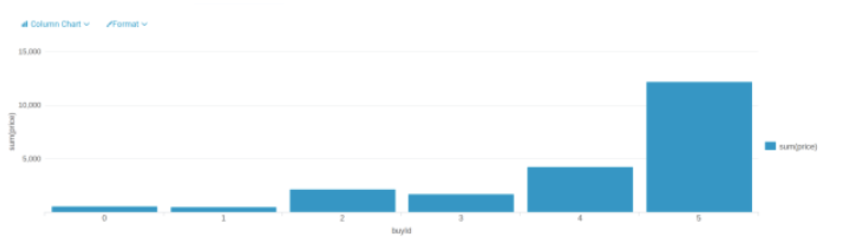 Column Chart Format
15,000
10,000
5,000
sum(price)
0 1 2 3 4 5
buyId
sum(price)